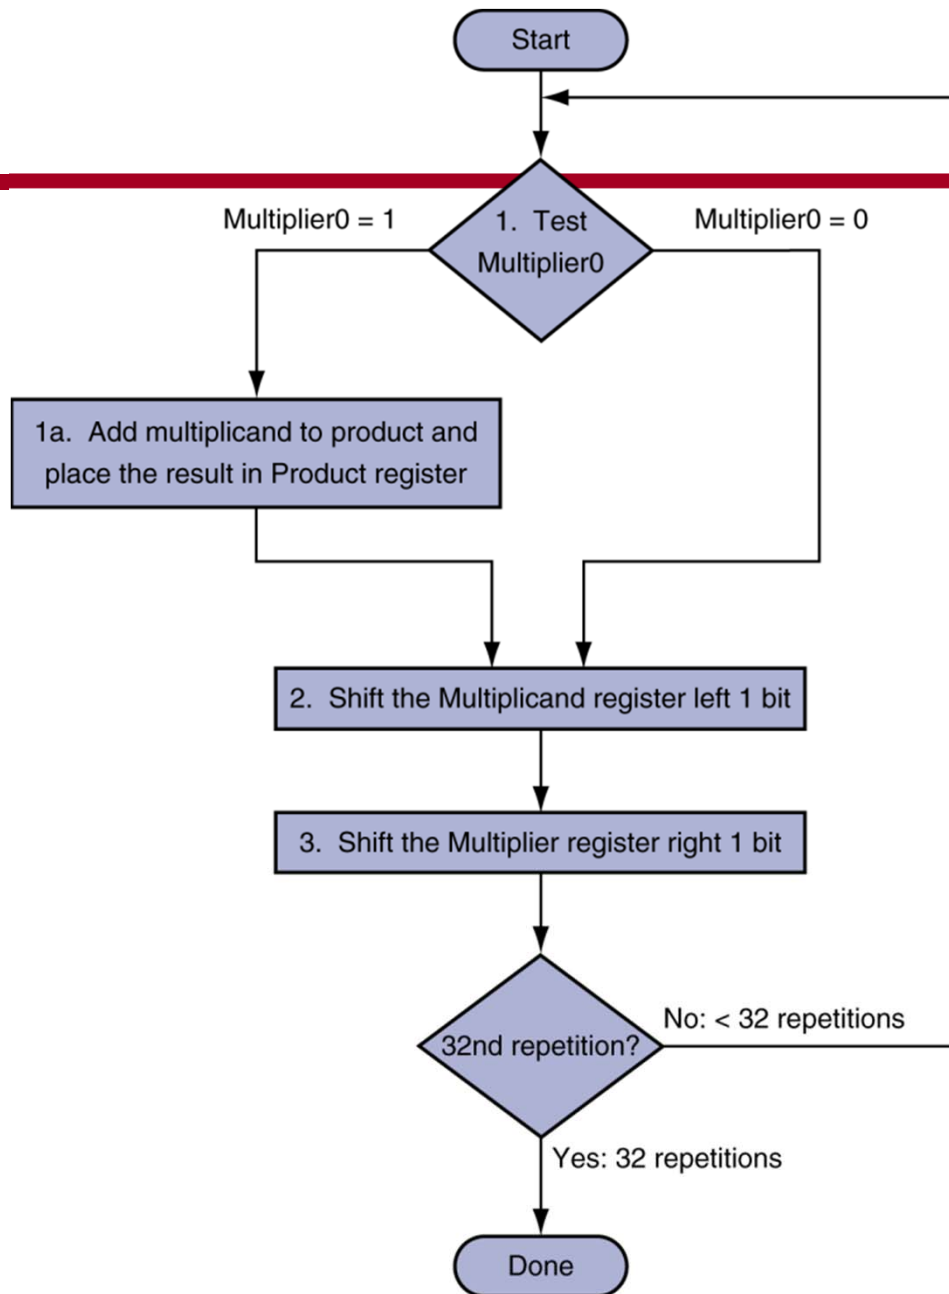 Start
Multiplier0 = 1
1. Test
Multiplier0
Multiplier0 = 0
1a. Add multiplicand to product and
place the result in Product register
2. Shift the Multiplicand register left 1 bit
3. Shift the Multiplier register right 1 bit
32nd repetition?
No: < 32 repetitions
Yes: 32 repetitions
Done